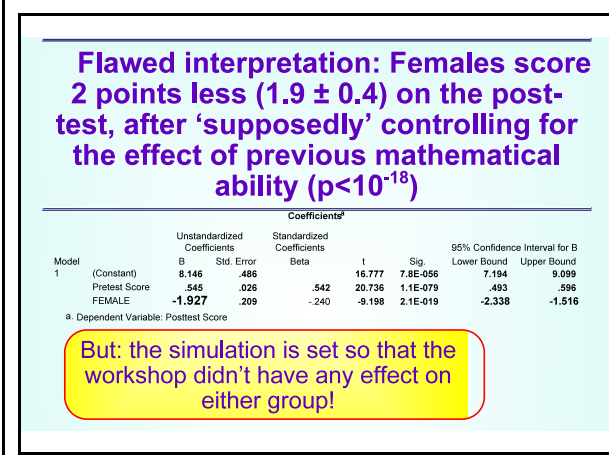 Flawed interpretation: Females score
2 points less (1.9 ± 0.4) on the post-
test, after ‘supposedly’ controlling for
the effect of previous mathematical
ability (p<10-18)
Coefficientsa
Unstandardized Coefficients Standardized Coefficients 95% Confidence Interval for B
Model B Std. Error Beta t Sig. Lower Bound Upper Bound
1 (Constant) 8.146 .486 16.777 7.8E-056 7.194 9.099
Pretest Score .545 .026 .542 20.736 1.1E-079 .493 .596
FEMALE -1.927 .209 -.240 -9.198 2.1E-019 -2.338 -1.516
a. Dependent Variable: Posttest Score
But: the simulation is set so that the
workshop didn't have any effect on
either group!